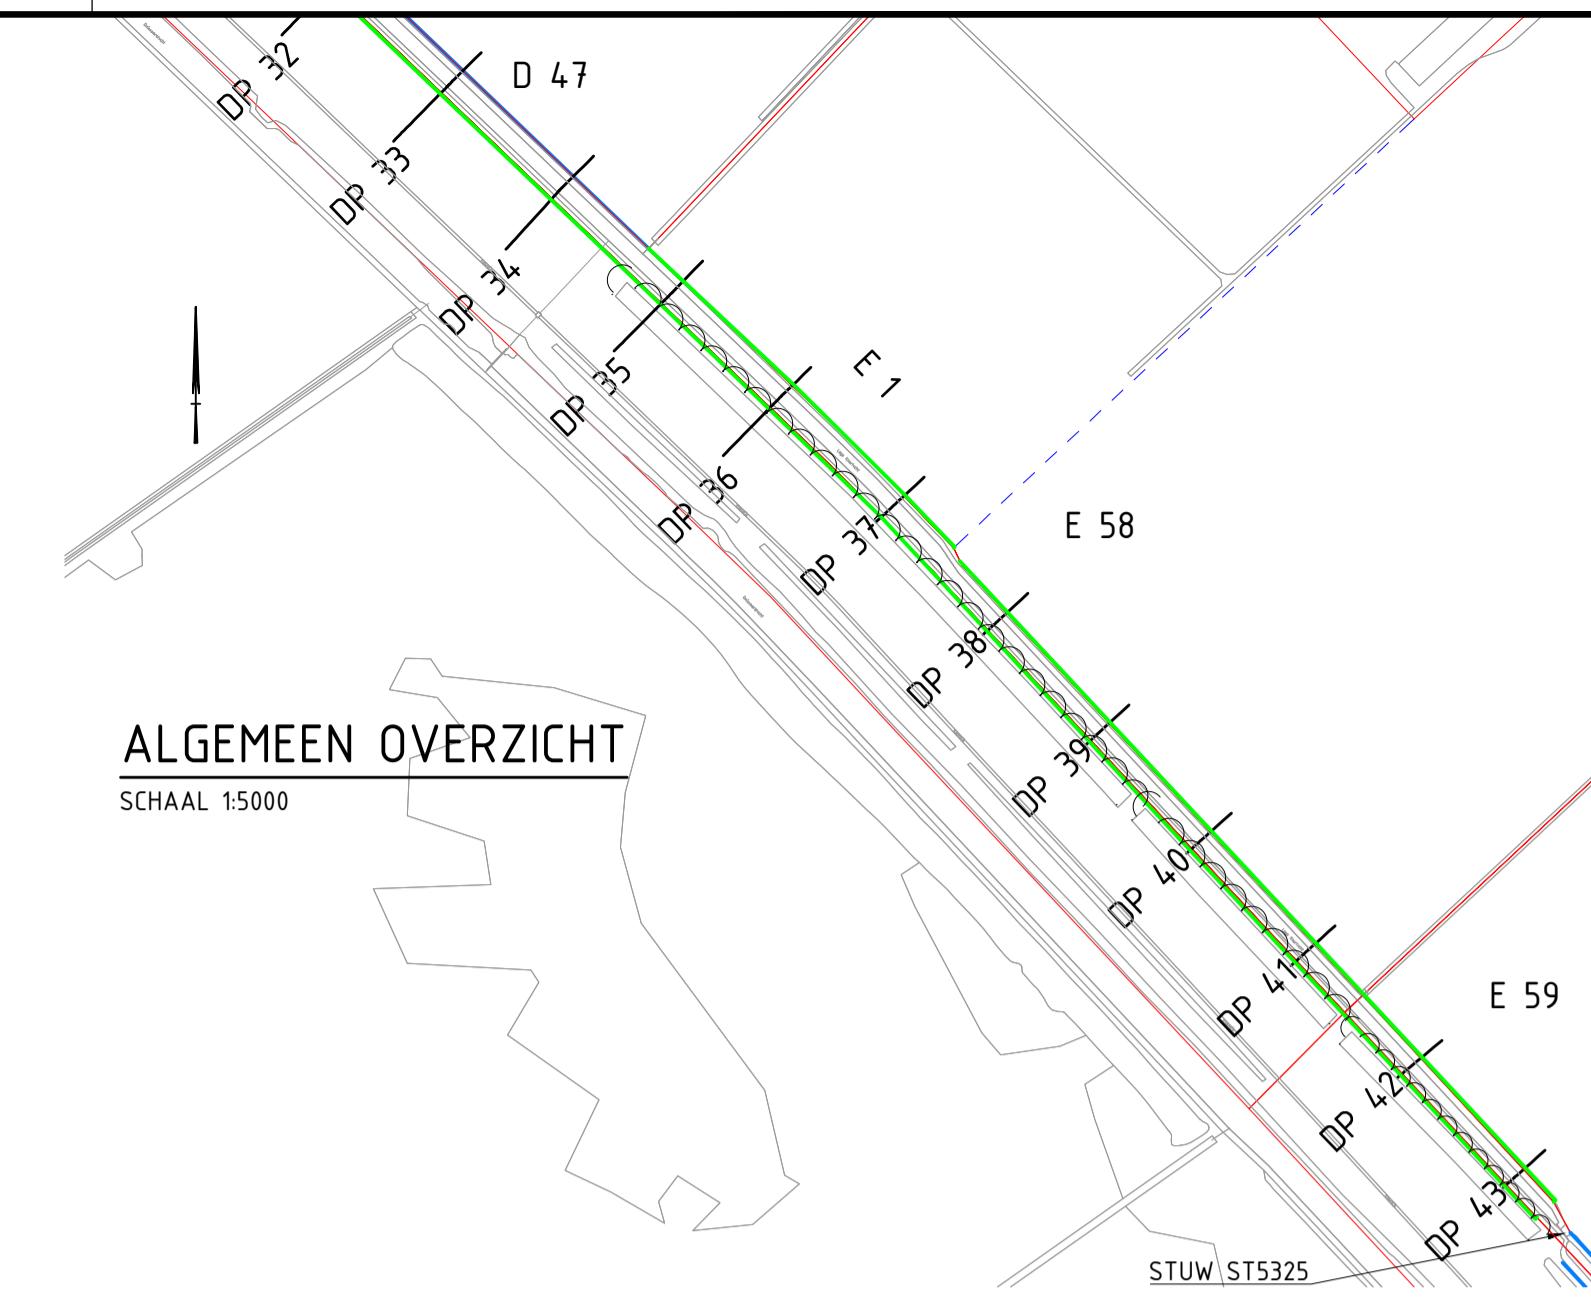 DP 32
D 47
DP 33
DP 34
DP 35
E 1
DP 36
DP 37
E 58
DP 38
DP 39
ALGEMEEN OVERZICHT
SCHAAL 1:5000
DP 40
DP 41
E 59
DP 42
DP 43
STUW ST5325